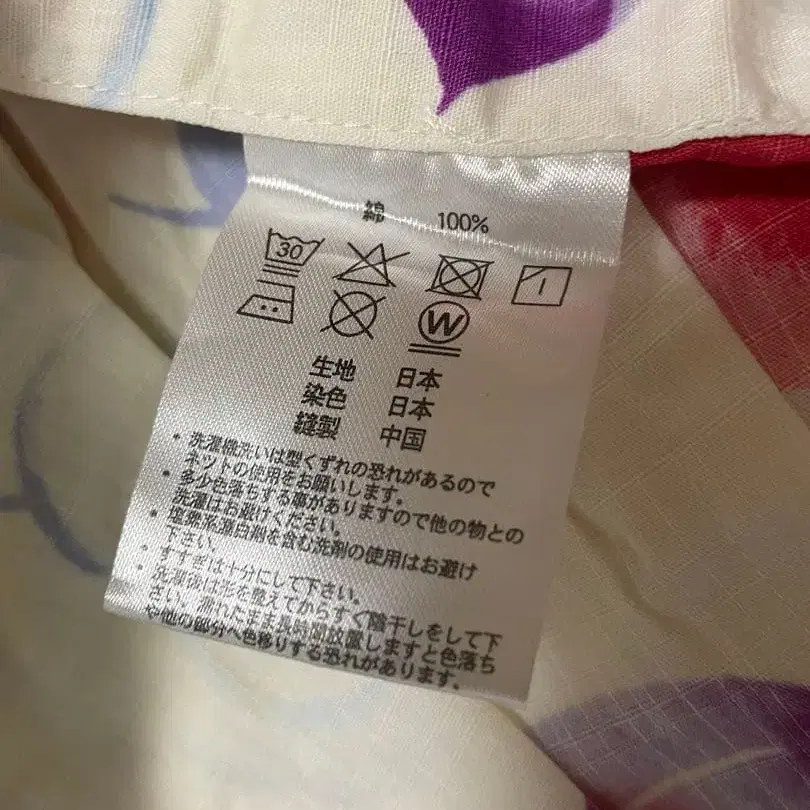 綿 100%
30
W
生地 日本
染色 日本
縫製 中国
・洗濯機洗いは型くずれの恐れがあるので
ネットの使用をお願いします。
・多少色落ちする事がありますので他の物との
洗濯はお避けください。
・塩素系漂白剤を含む洗剤の使用はお避け
下さい。
・すすぎは十分にして下さい。
・洗濯後は形を整えてからすぐ陰干しをして下
さい。濡れたまま長時間放置しますと色落ち
や他の部分へ色移りする恐れがあります。